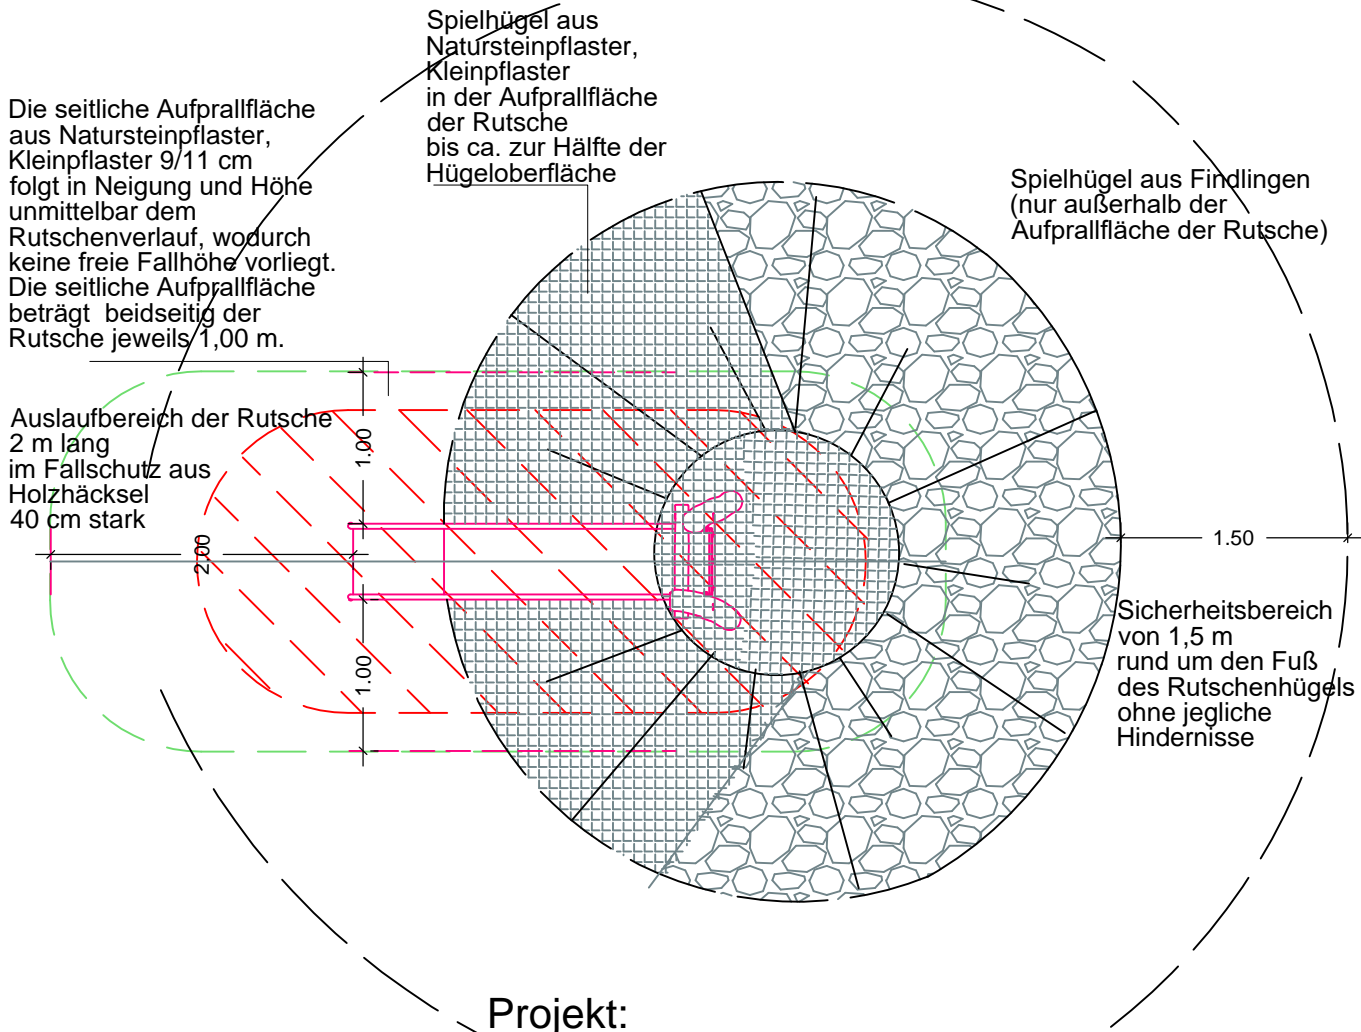 Spielhügel aus
Natursteinpflaster,
Kleinpflaster
in der Aufprallfläche
der Rutsche
bis ca. zur Hälfte der
Hügeloberfläche
Die seitliche Aufprallfläche
aus Natursteinpflaster,
Kleinpflaster 9/11 cm
folgt in Neigung und Höhe
unmittelbar dem
Rutschenverlauf, wodurch
keine freie Fallhöhe vorliegt.
Die seitliche Aufprallfläche
beträgt beidseitig der
Rutsche jeweils 1,00 m.
Spielhügel aus Findlingen
(nur außerhalb der
Aufprallfläche der Rutsche)
Auslaufbereich der Rutsche
2 m lang
im Fallschutz aus
Holzhäcksel
40 cm stark
1.00
2.00
1.00
1.50
Sicherheitsbereich
von 1,5 m
rund um den Fuß
des Rutschenhügels
ohne jegliche
Hindernisse
Projekt: